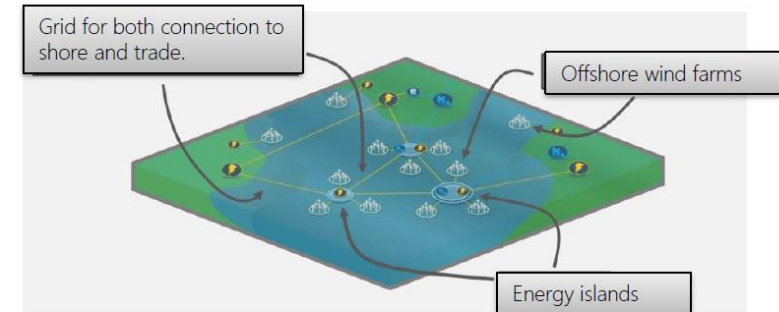 Grid for both connection to
shore and trade.
Offshore wind farms
Energy islands